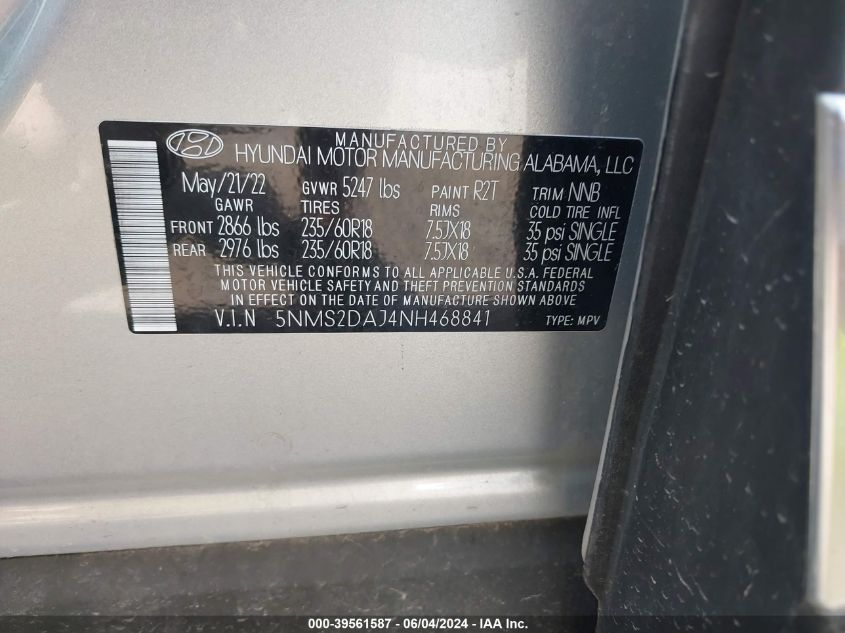 MANUFACTURED BY
HYUNDAI MOTOR MANUFACTURING ALABAMA, LLC
May/21/22 GVWR 5247 lbs PAINT R2T TRIM NNB
GAWR TIRES RIMS COLD TIRE INFL
FRONT 2866 lbs 235/60R18 7.5JX18 35 psi SINGLE
REAR 2976 lbs 235/60R18 7.5JX18 35 psi SINGLE
THIS VEHICLE CONFORMS TO ALL APPLICABLE U.S.A. FEDERAL
MOTOR VEHICLE SAFETY AND THEFT PREVENTION STANDARDS
IN EFFECT ON THE DATE OF MANUFACTURE SHOWN ABOVE
V.I.N 5NMS2DAJ4NH468841 TYPE: MPV
000-39561587 - 06/04/2024 - IAA